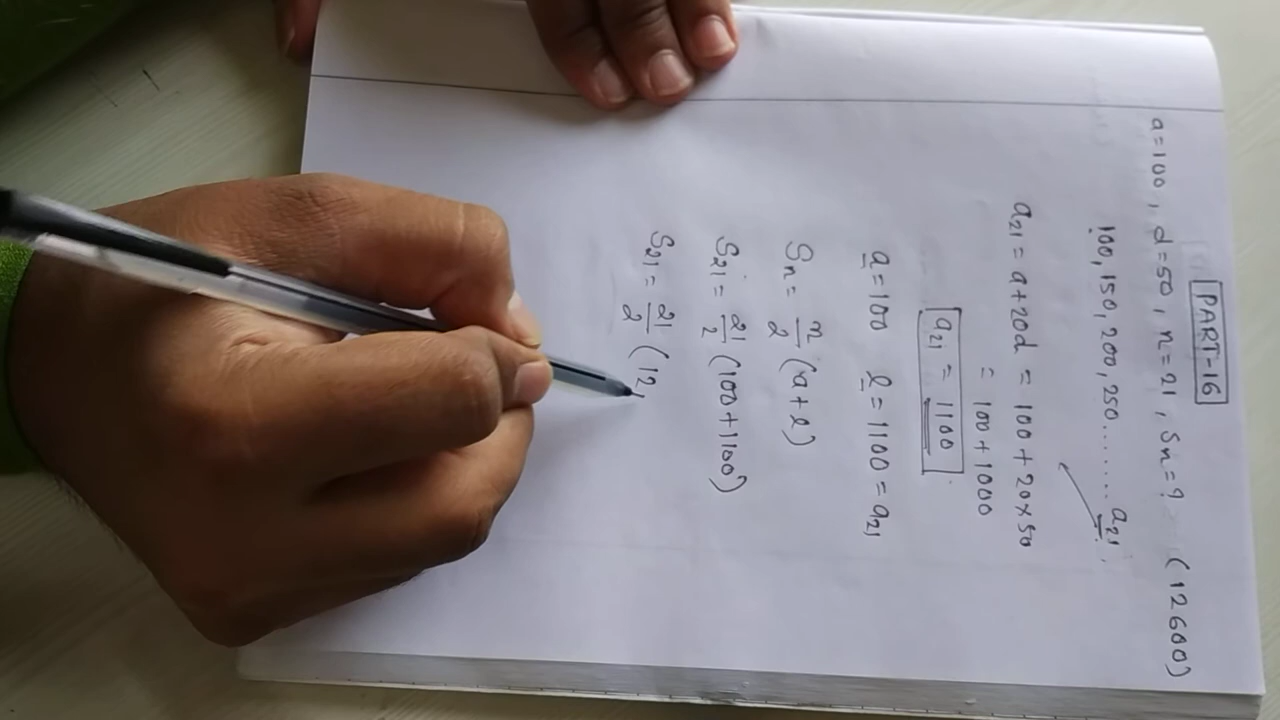 PART-16
a=100, d=50, n=21, Sn=? (12600)
100, 150, 200, 250....... a21.
a21 = a+20d = 100+20×50
= 100+1000
a21 = 1100
a=100 l=1100=a21
Sn = n/2 (a+l)
S21 = 21/2 (100+1100)
S21 = 21/2 (12